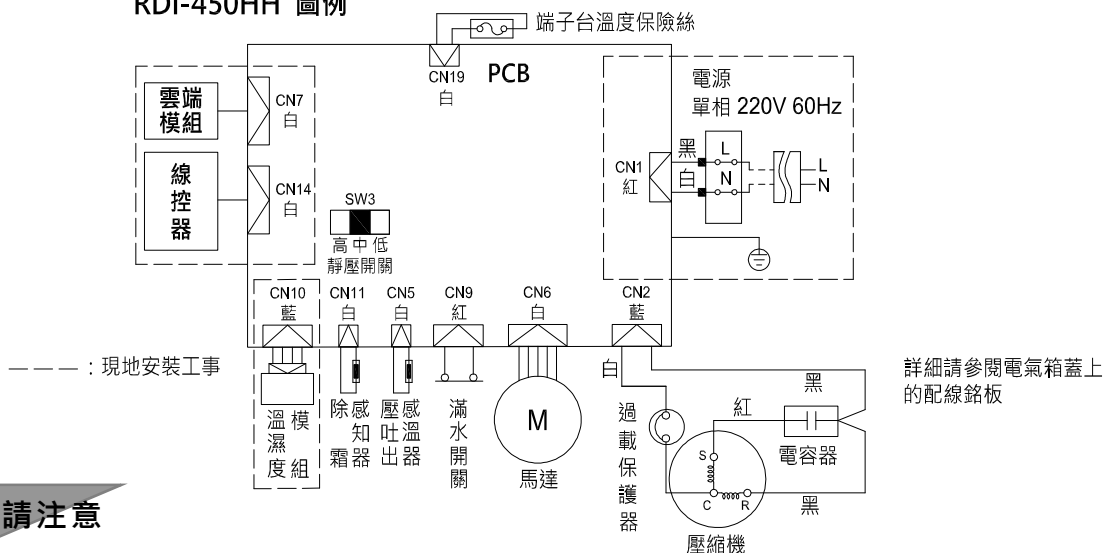 RDI-450HH 圖例
端子台溫度保險絲
CN19
白
PCB
電源
單相 220V 60Hz
雲端
模組
CN7
白
線
控
器
CN14
白
SW3
高 中 低
靜壓開關
CN1
紅
黑
白
L
N
L
N
CN10
藍
CN11
白
CN5
白
CN9
紅
CN6
白
CN2
藍
———：現地安裝工事
溫濕度
模組
除霜
感知器
壓吐出
感溫器
滿水開關
M
馬達
白
過載保護器
黑
紅
電容器
S
C
R
黑
壓縮機
詳細請參閱電氣箱蓋上
的配線銘板
請注意